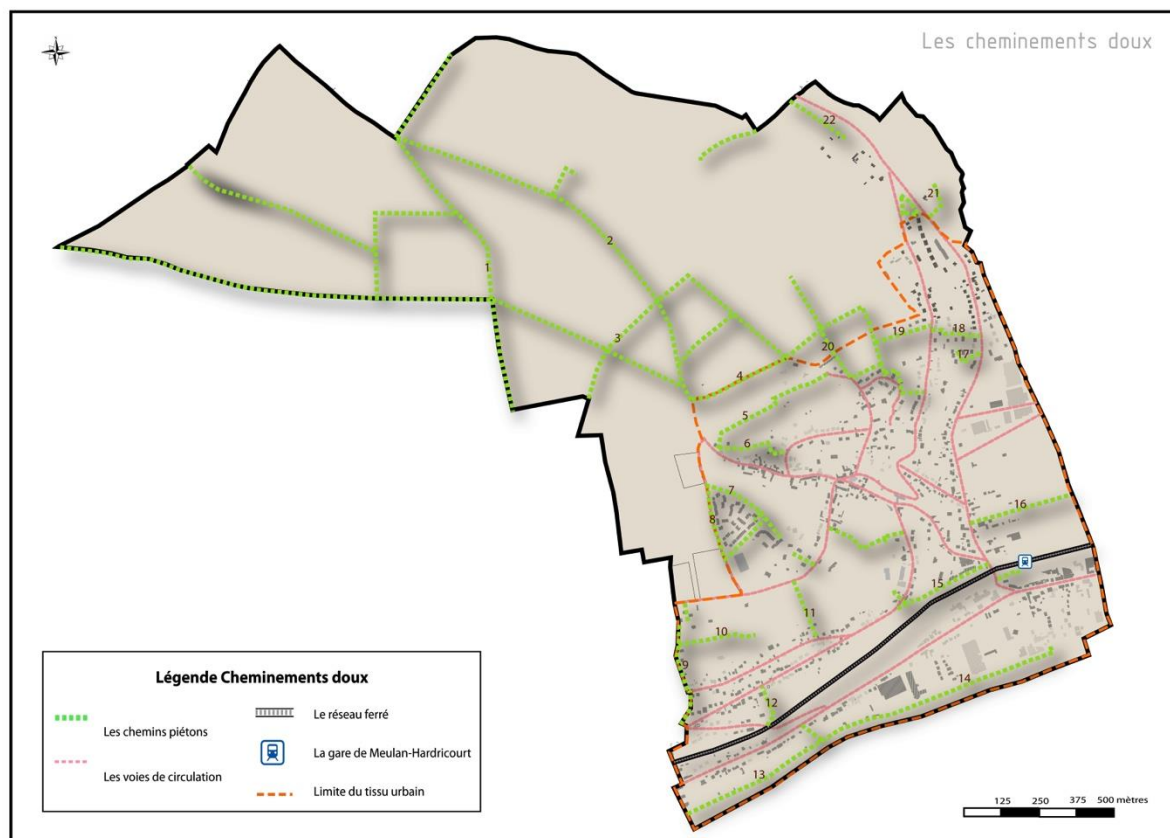 Les cheminements doux
22
21
2
1
3
19
18
17
20
4
5
6
7
8
16
15
11
10
9
14
12
13
Légende Cheminements doux
Les chemins piétons
Les voies de circulation
Le réseau ferré
La gare de Meulan-Hardricourt
Limite du tissu urbain
125 250 375 500 mètres